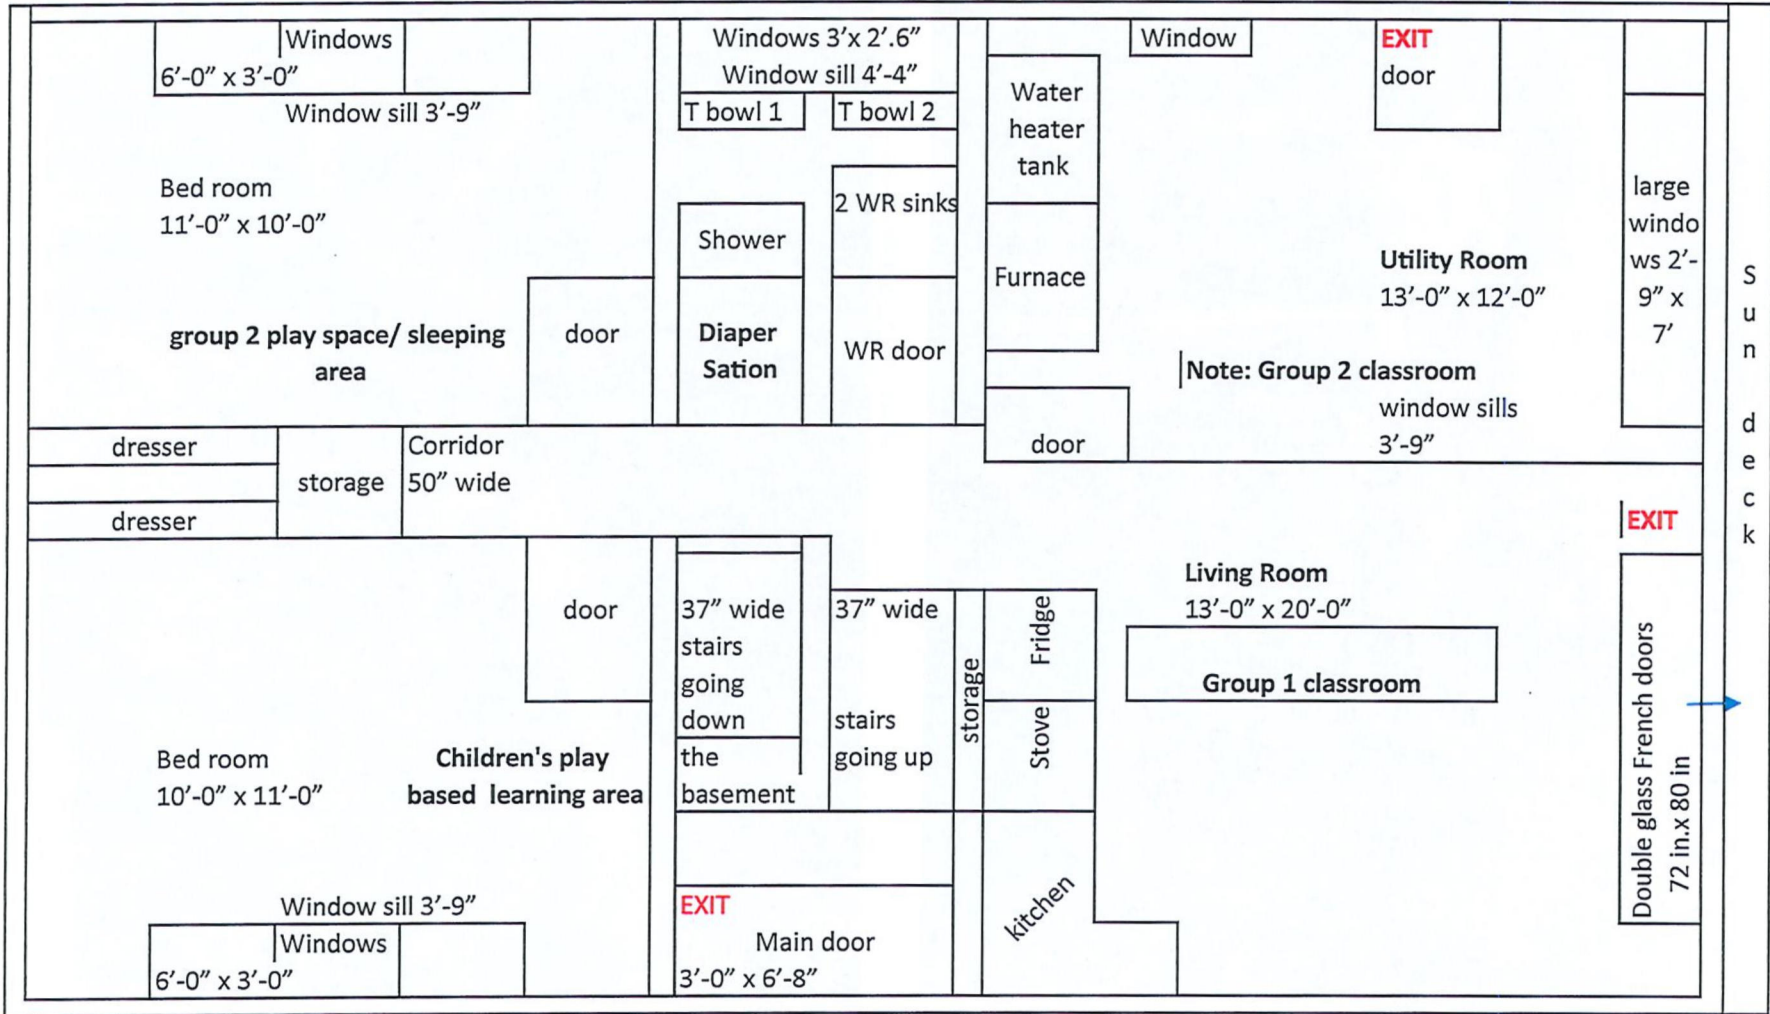 Windows
6’-0” x 3’-0”
Window sill 3’-9”
Bed room
11’-0” x 10’-0”
group 2 play space/ sleeping
area
door
Windows 3’x 2’.6”
Window sill 4’-4”
T bowl 1
T bowl 2
2 WR sinks
Shower
Diaper
Sation
WR door
Water
heater
tank
Furnace
door
Window
EXIT
door
Utility Room
13’-0” x 12’-0”
Note: Group 2 classroom
window sills
3’-9”
large
windo
ws 2’-
9” x
7’
Sun deck
dresser
dresser
storage
Corridor
50” wide
door
Bed room
10’-0” x 11’-0”
Children's play
based learning area
Window sill 3’-9”
Windows
6’-0” x 3’-0”
37” wide
stairs
going
down
the
basement
37” wide
stairs
going up
storage
Fridge
Stove
kitchen
EXIT
Main door
3’-0” x 6’-8”
Living Room
13’-0” x 20’-0”
Group 1 classroom
EXIT
Double glass French doors
72 in.x 80 in